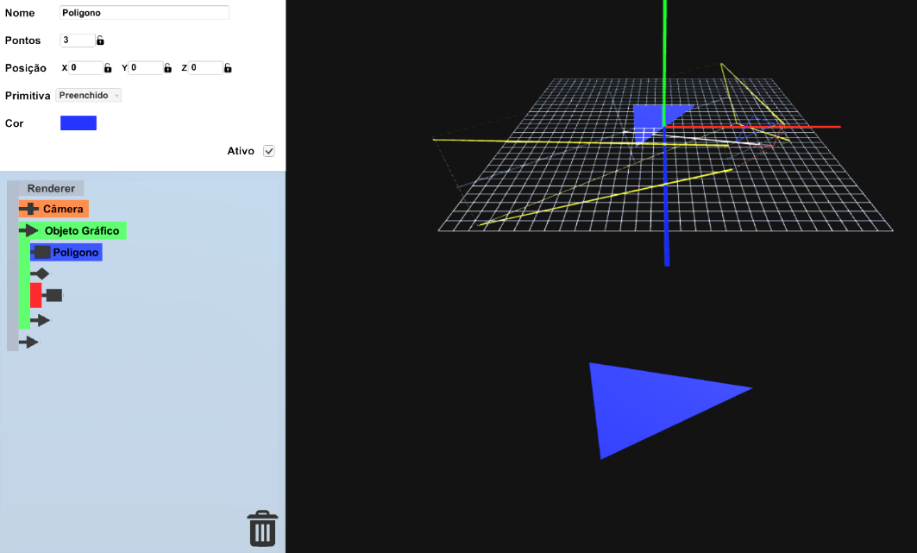 Nome Poligono
Pontos 3
Posição X 0 Y 0 Z 0
Primitiva Preenchido
Cor
Ativo
Renderer
Câmera
Objeto Gráfico
Poligono